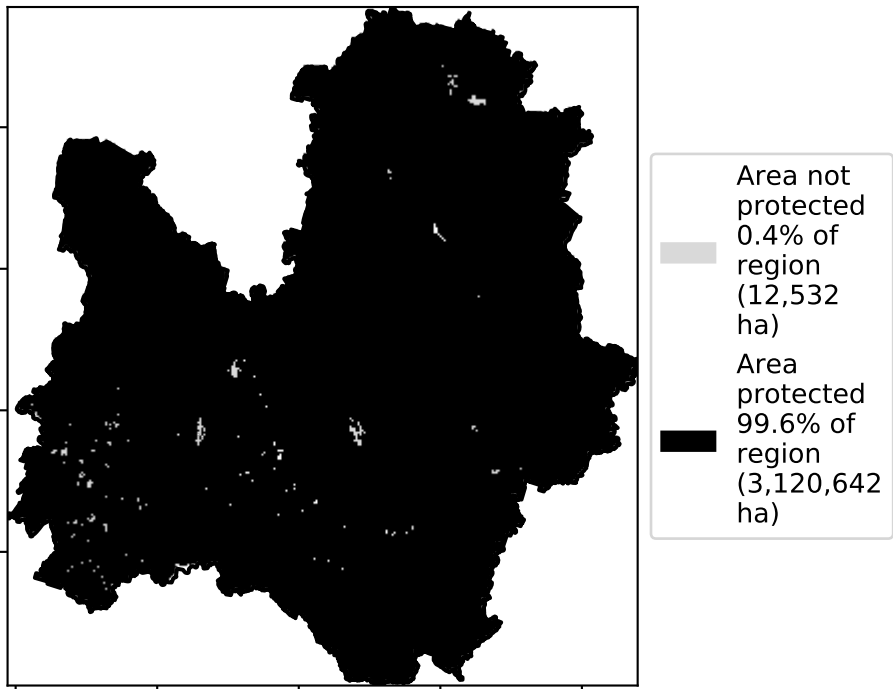 Area not
protected
0.4% of
region
(12,532
ha)
Area
protected
99.6% of
region
(3,120,642
ha)